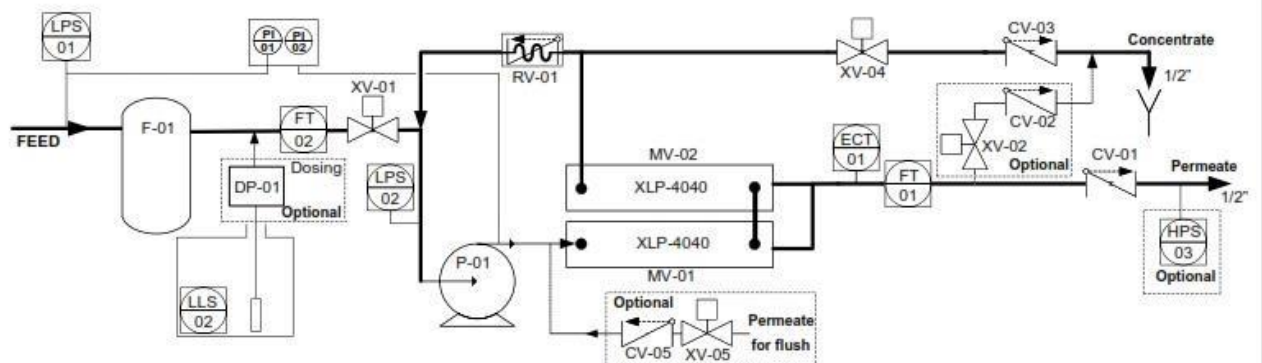 LPS
01
PI
01
PI
02
XV-01
RV-01
XV-04
CV-03
Concentrate
1/2"
FEED
F-01
FT
02
Dosing
DP-01
Optional
LPS
02
MV-02
XLP-4040
XLP-4040
MV-01
ECT
01
FT
01
CV-02
XV-02
Optional
CV-01
Permeate
1/2"
HPS
03
Optional
LLS
02
P-01
Optional
Permeate
for flush
CV-05
XV-05